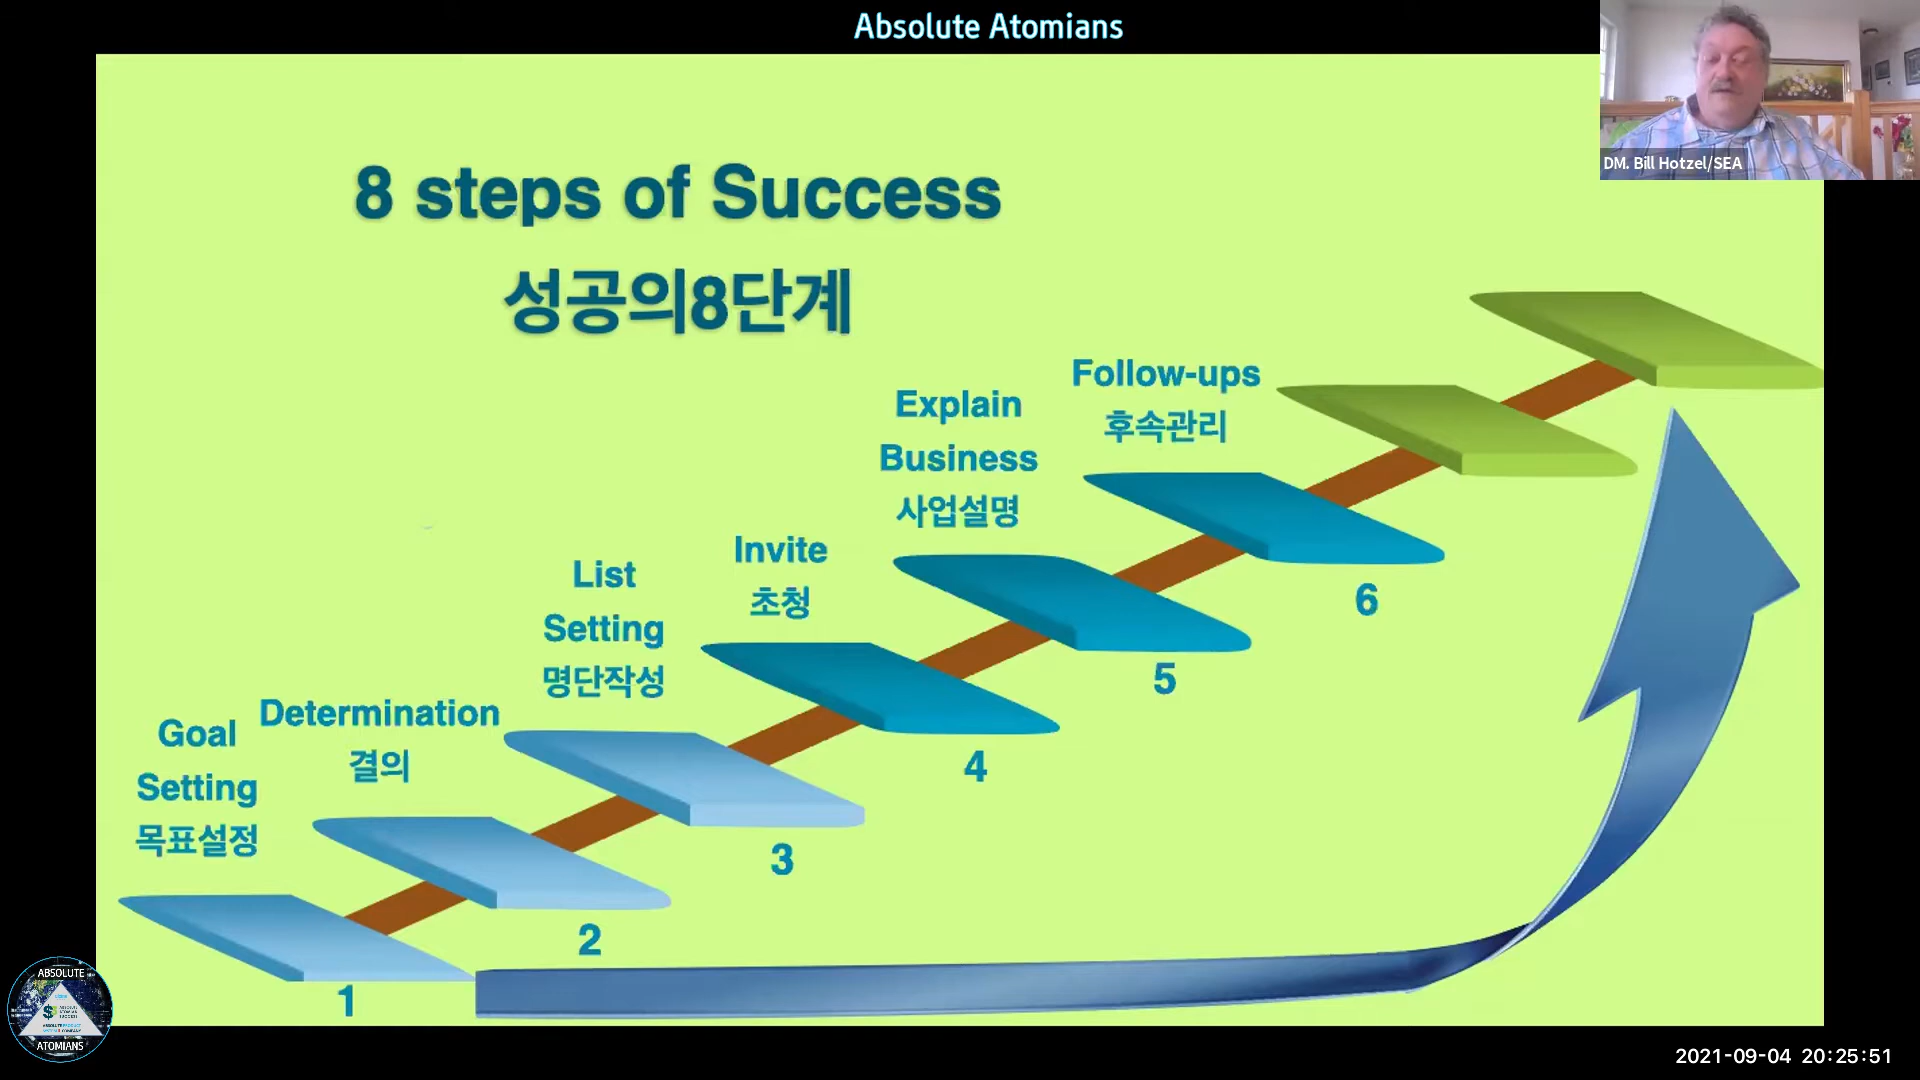 Absolute Atomians
DM. Bill Hotzel/SEA
8 steps of Success
성공의8단계
Goal
Setting
목표설정
1
Determination
결의
2
List
Setting
명단작성
3
Invite
초청
4
Explain
Business
사업설명
5
Follow-ups
후속관리
6
ABSOLUTE
ATOMIANS
2021-09-04 20:25:51